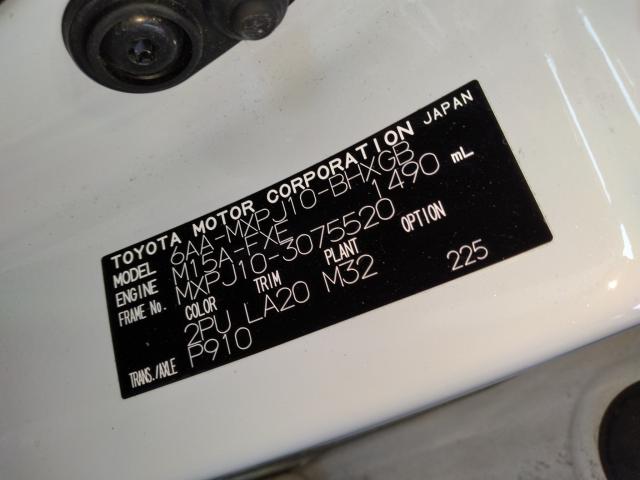 TOYOTA MOTOR CORPORATION JAPAN
MODEL 6AA-MXPJ10-BHXGB
ENGINE M15A-FXE 1490 mL
FRAME No. MXPJ10-3075520
COLOR TRIM PLANT OPTION
2PU LA20 M32 225
TRANS./AXLE P910